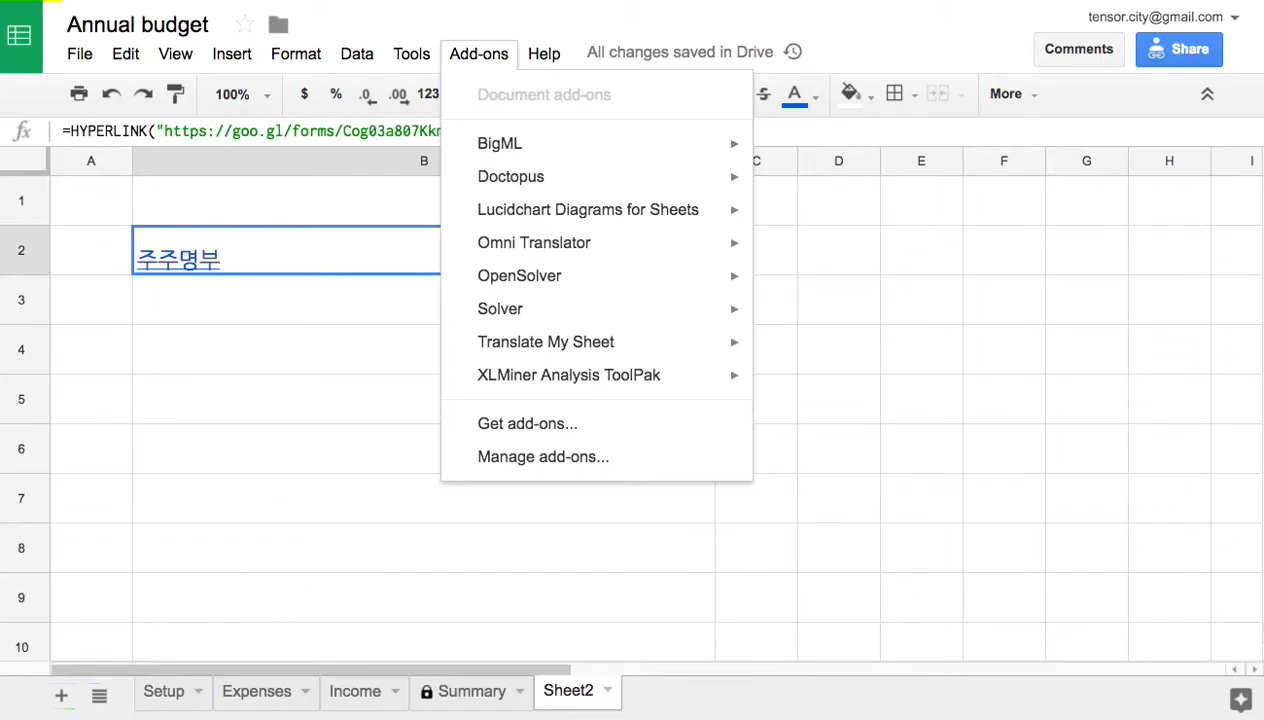 Annual budget
tensor.city@gmail.com
File Edit View Insert Format Data Tools Add-ons Help All changes saved in Drive
Comments Share
100% $ % .0 .00 123 S A More
fx =HYPERLINK("https://goo.gl/forms/Cog03a807Kk
A B C D E F G H I
1
2 주주명부
3
4
5
6
7
8
9
10
Document add-ons
BigML
Doctopus
Lucidchart Diagrams for Sheets
Omni Translator
OpenSolver
Solver
Translate My Sheet
XLMiner Analysis ToolPak
Get add-ons...
Manage add-ons...
Setup Expenses Income Summary Sheet2